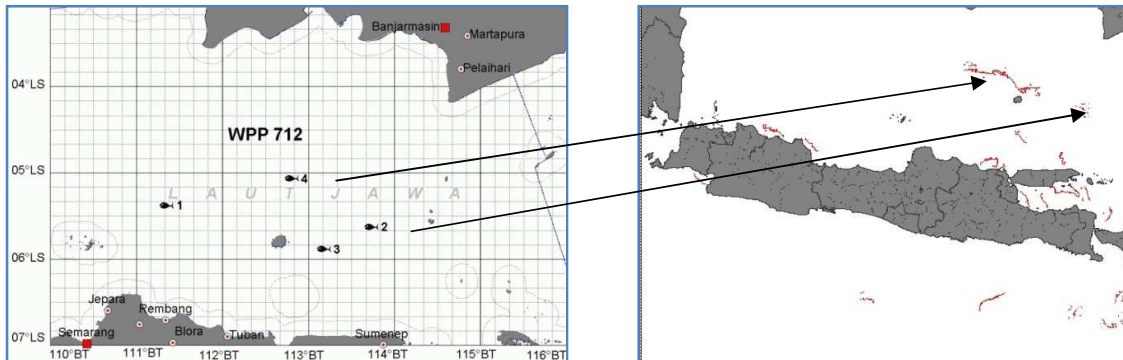 Banjarmasin
Martapura
Pelaihari
04°LS
WPP 712
05°LS
4
L A U T J A W A
1
2
3
06°LS
Jepara
Rembang
Semarang
Blora
Tuban
Sumenep
07°LS
110°BT 111°BT 112°BT 113°BT 114°BT 115°BT 116°BT